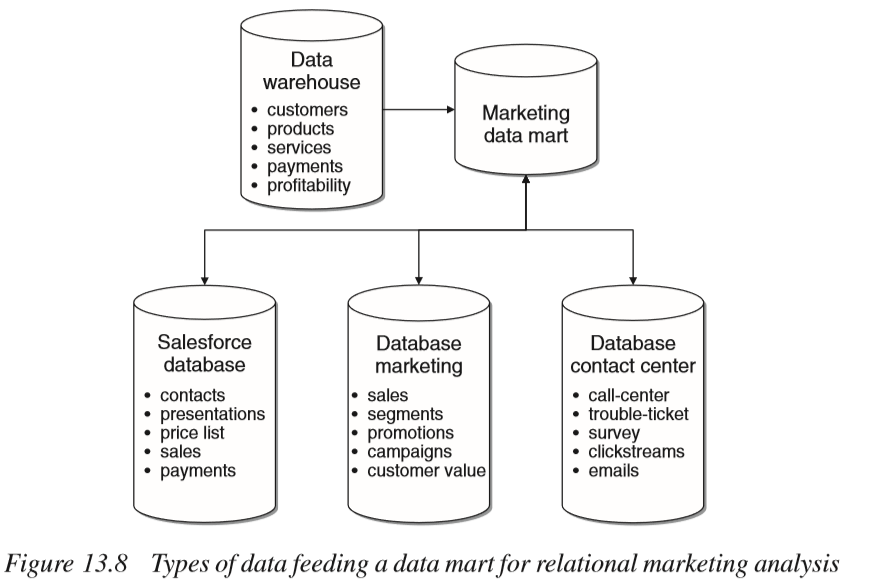 Data
warehouse
• customers
• products
• services
• payments
• profitability
Marketing
data mart
Salesforce
database
• contacts
• presentations
• price list
• sales
• payments
Database
marketing
• sales
• segments
• promotions
• campaigns
• customer value
Database
contact center
• call-center
• trouble-ticket
• survey
• clickstreams
• emails
Figure 13.8 Types of data feeding a data mart for relational marketing analysis